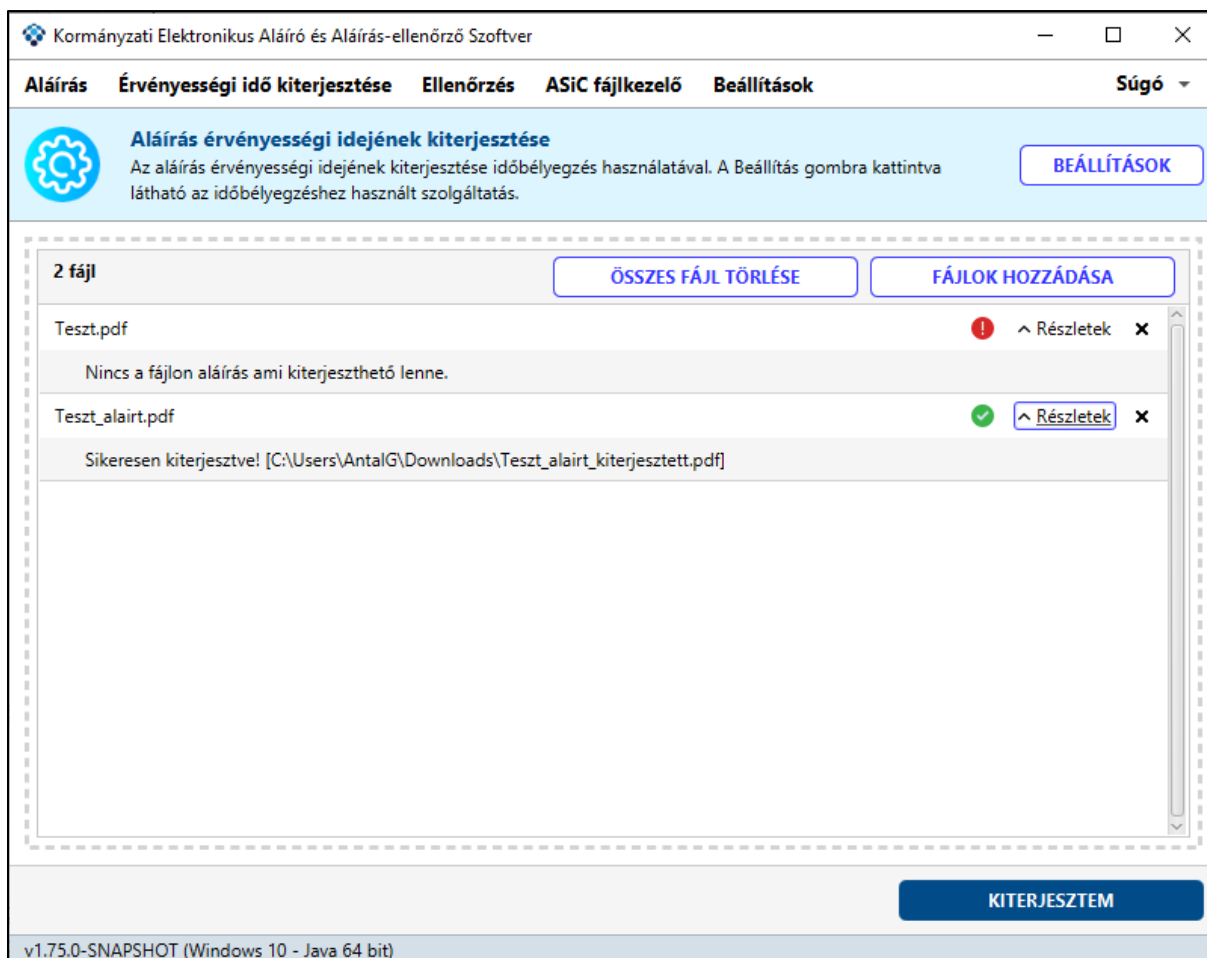 Kormányzati Elektronikus Aláíró és Aláírás-ellenőrző Szoftver
Aláírás Érvényességi idő kiterjesztése Ellenőrzés ASiC fájlkezelő Beállítások Súgó
Aláírás érvényességi idejének kiterjesztése
Az aláírás érvényességi idejének kiterjesztése időbélyegzés használatával. A Beállítás gombra kattintva
látható az időbélyegzéshez használt szolgáltatás.
BEÁLLÍTÁSOK
2 fájl ÖSSZES FÁJL TÖRLÉSE FÁJLOK HOZZÁDÁSA
Teszt.pdf Részletek
Nincs a fájlon aláírás ami kiterjeszthető lenne.
Teszt_alairt.pdf Részletek
Sikeresen kiterjesztve! [C:\Users\AntalG\Downloads\Teszt_alairt_kiterjesztett.pdf]
KITERJESZTEM
v1.75.0-SNAPSHOT (Windows 10 - Java 64 bit)